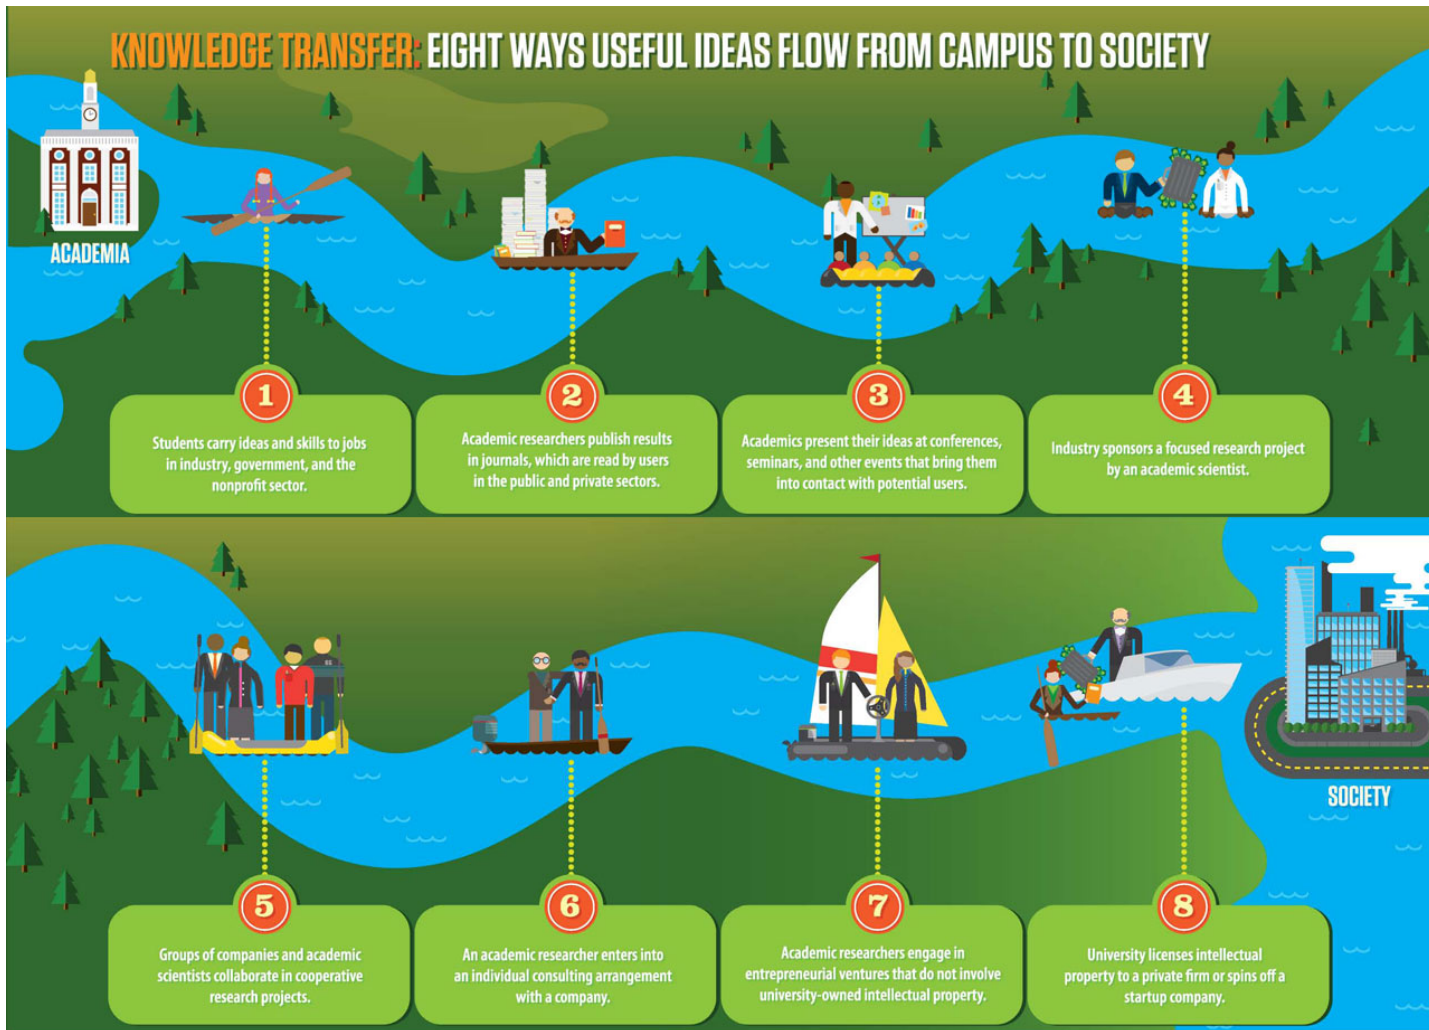 KNOWLEDGE TRANSFER: EIGHT WAYS USEFUL IDEAS FLOW FROM CAMPUS TO SOCIETY
ACADEMIA
1
Students carry ideas and skills to jobs
in industry, government, and the
nonprofit sector.
2
Academic researchers publish results
in journals, which are read by users
in the public and private sectors.
3
Academics present their ideas at conferences,
seminars, and other events that bring them
into contact with potential users.
4
Industry sponsors a focused research project
by an academic scientist.
SOCIETY
5
Groups of companies and academic
scientists collaborate in cooperative
research projects.
6
An academic researcher enters into
an individual consulting arrangement
with a company.
7
Academic researchers engage in
entrepreneurial ventures that do not involve
university-owned intellectual property.
8
University licenses intellectual
property to a private firm or spins off a
startup company.